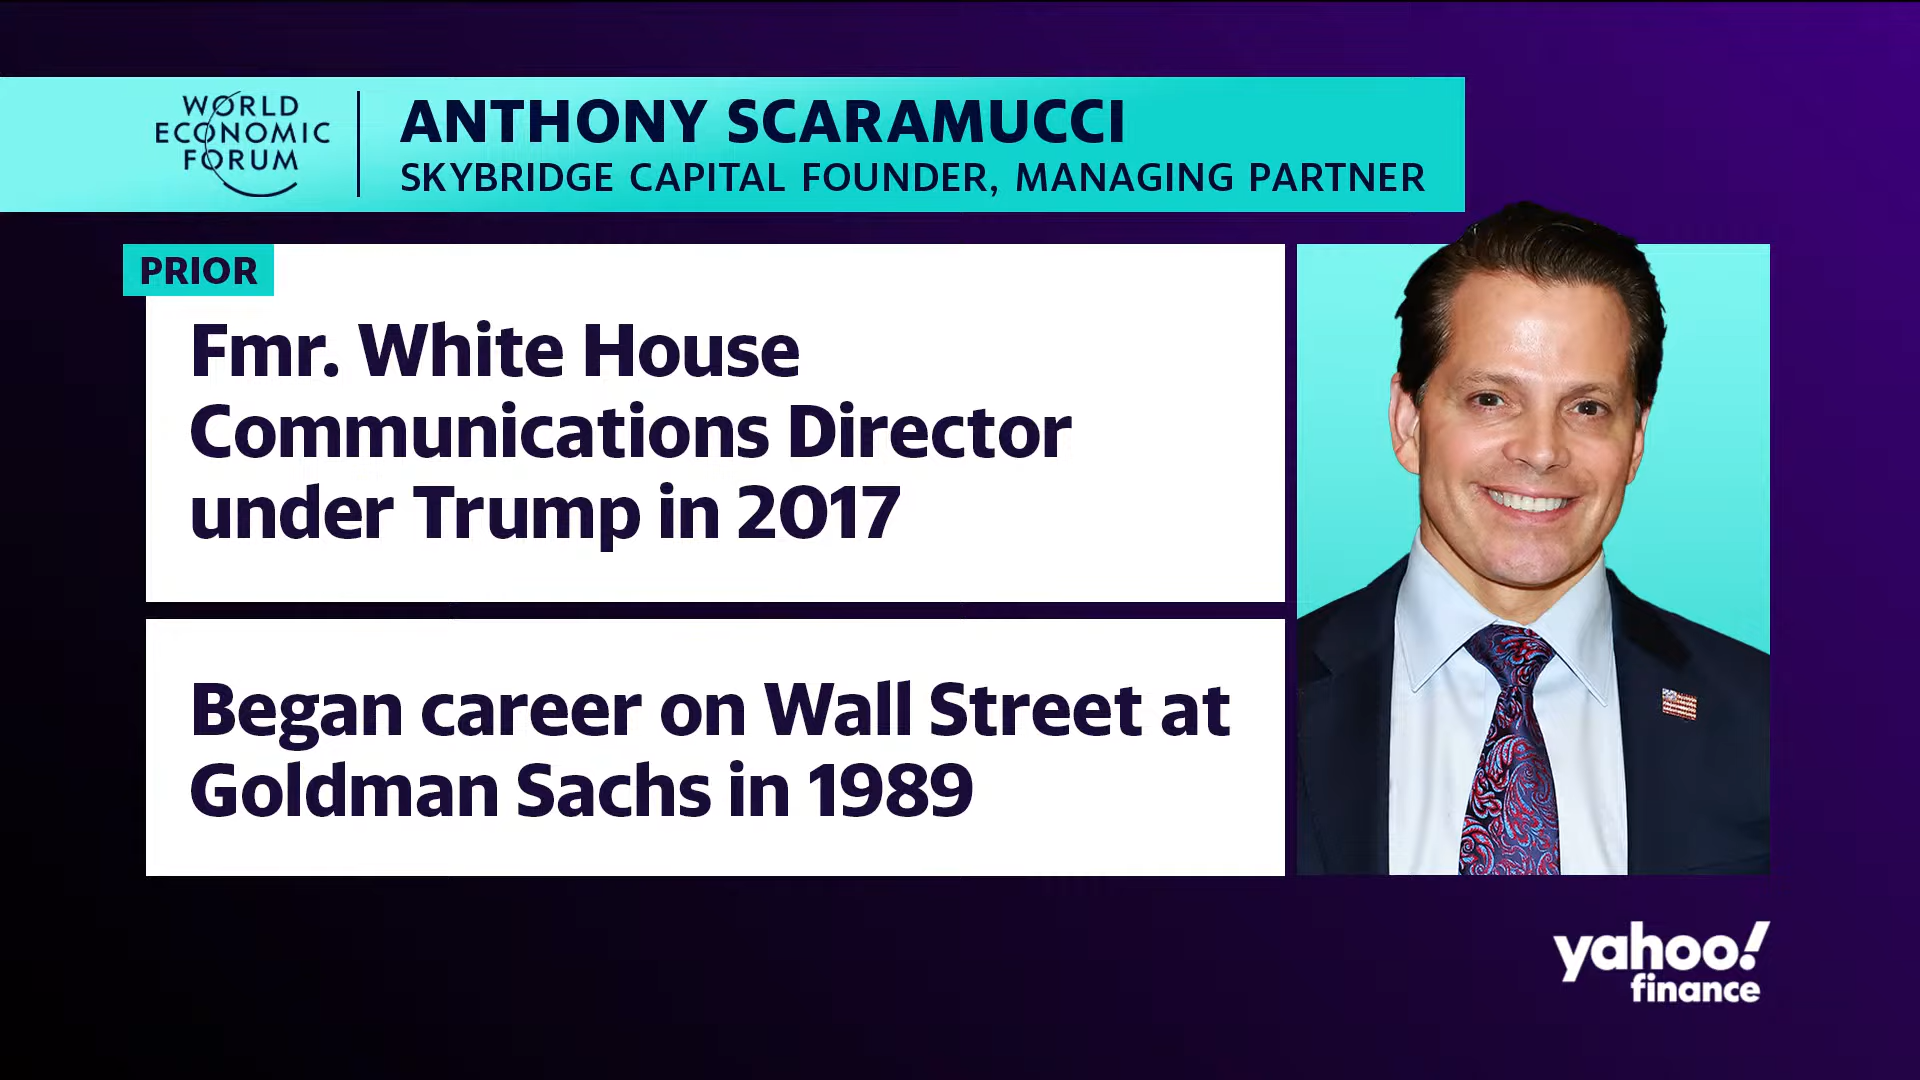 WORLD
ECONOMIC
FORUM
ANTHONY SCARAMUCCI
SKYBRIDGE CAPITAL FOUNDER, MANAGING PARTNER
PRIOR
Fmr. White House
Communications Director
under Trump in 2017
Began career on Wall Street at
Goldman Sachs in 1989
yahoo!
finance